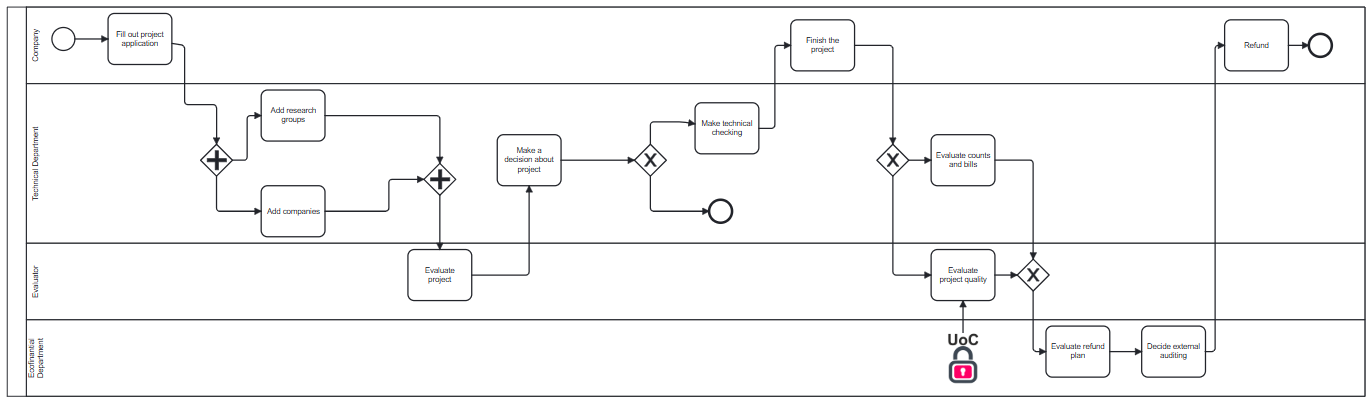 Company
Fill out project
application
Finish the
project
Refund
Technical Department
Add research
groups
Add companies
Make a
decision about
project
Make technical
checking
Evaluate counts
and bills
Evaluator
Evaluate
project
Evaluate
project quality
Ecofinantial
Department
UoC
Evaluate refund
plan
Decide external
auditing